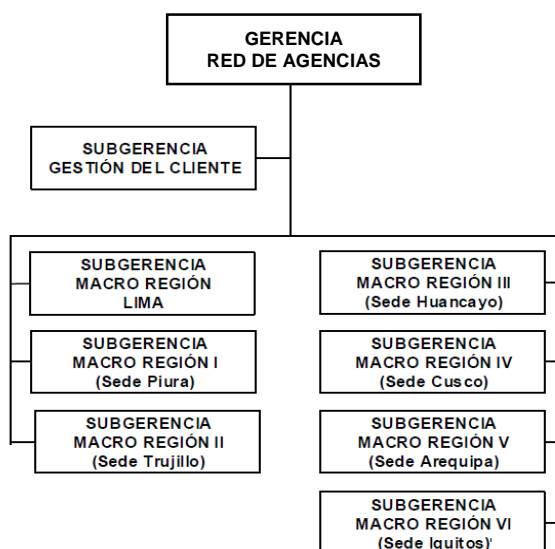 GERENCIA
RED DE AGENCIAS
SUBGERENCIA
GESTIÓN DEL CLIENTE
SUBGERENCIA
MACRO REGIÓN
LIMA
SUBGERENCIA
MACRO REGIÓN I
(Sede Piura)
SUBGERENCIA
MACRO REGIÓN II
(Sede Trujillo)
SUBGERENCIA
MACRO REGIÓN III
(Sede Huancayo)
SUBGERENCIA
MACRO REGIÓN IV
(Sede Cusco)
SUBGERENCIA
MACRO REGIÓN V
(Sede Arequipa)
SUBGERENCIA
MACRO REGIÓN VI
(Sede Iquitos)